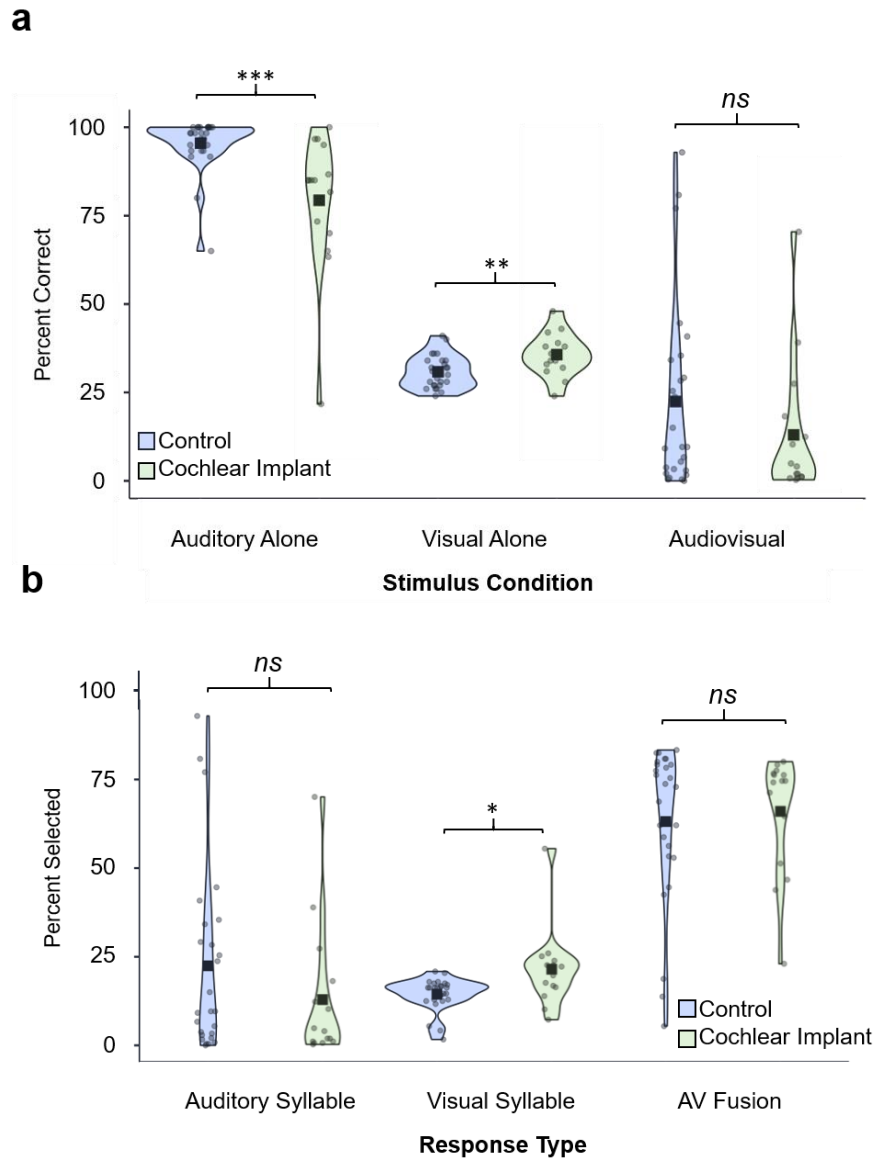 a
***
ns
100
**
75
Percent Correct
50
25
Control
Cochlear Implant
0
Auditory Alone Visual Alone Audiovisual
Stimulus Condition
b
ns
ns
100
75
*
Percent Selected
50
25
Control
Cochlear Implant
0
Auditory Syllable Visual Syllable AV Fusion
Response Type